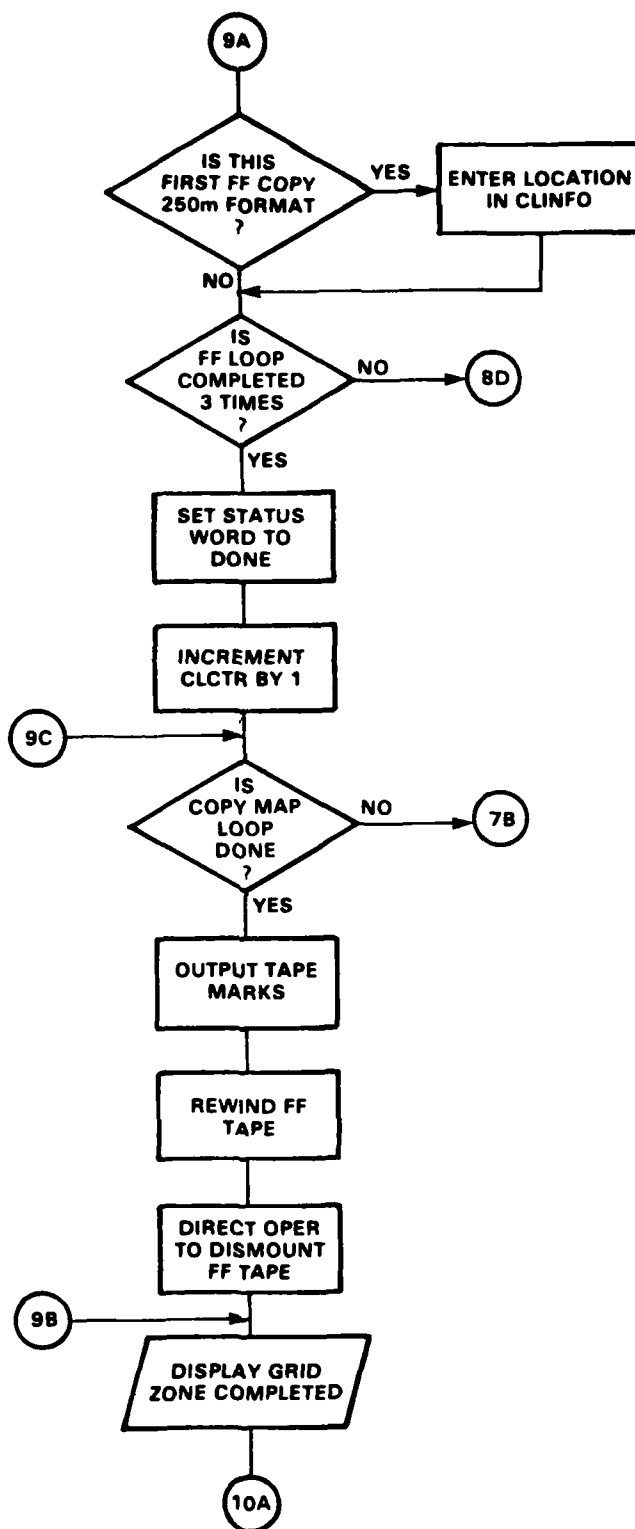 9A
IS THIS
FIRST FF COPY
250m FORMAT
?
YES
ENTER LOCATION
IN CLINFO
NO
IS
FF LOOP
COMPLETED
3 TIMES
?
NO
8D
YES
SET STATUS
WORD TO
DONE
INCREMENT
CLCTR BY 1
9C
IS
COPY MAP
LOOP
DONE
?
NO
7B
YES
OUTPUT TAPE
MARKS
REWIND FF
TAPE
DIRECT OPER
TO DISMOUNT
FF TAPE
9B
DISPLAY GRID
ZONE COMPLETED
10A